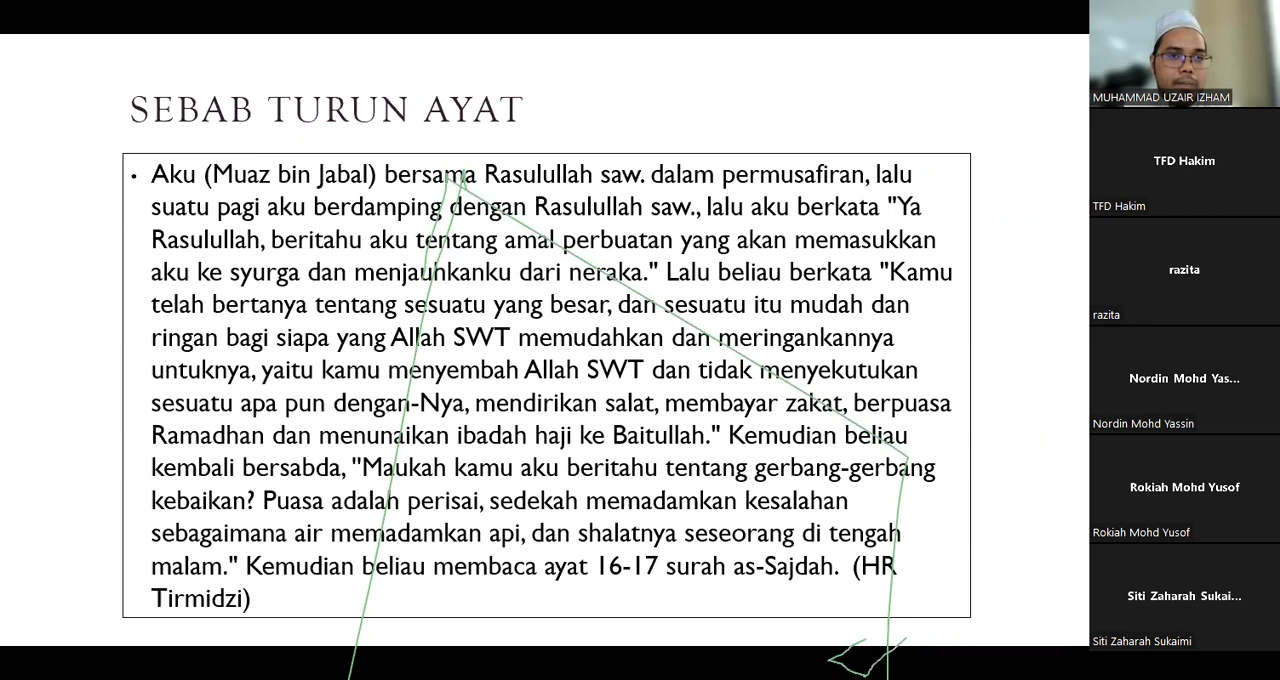 SEBAB TURUN AYAT
• Aku (Muaz bin Jabal) bersama Rasulullah saw. dalam permusafiran, lalu
suatu pagi aku berdamping dengan Rasulullah saw., lalu aku berkata "Ya
Rasulullah, beritahu aku tentang amal perbuatan yang akan memasukkan
aku ke syurga dan menjauhkanku dari neraka." Lalu beliau berkata "Kamu
telah bertanya tentang sesuatu yang besar, dan sesuatu itu mudah dan
ringan bagi siapa yang Allah SWT memudahkan dan meringankannya
untuknya, yaitu kamu menyembah Allah SWT dan tidak menyekutukan
sesuatu apa pun dengan-Nya, mendirikan salat, membayar zakat, berpuasa
Ramadhan dan menunaikan ibadah haji ke Baitullah." Kemudian beliau
kembali bersabda, "Maukah kamu aku beritahu tentang gerbang-gerbang
kebaikan? Puasa adalah perisai, sedekah memadamkan kesalahan
sebagaimana air memadamkan api, dan shalatnya seseorang di tengah
malam." Kemudian beliau membaca ayat 16-17 surah as-Sajdah. (HR
Tirmidzi)
MUHAMMAD UZAIR IZHAM
TFD Hakim
TFD Hakim
razita
razita
Nordin Mohd Yas...
Nordin Mohd Yassin
Rokiah Mohd Yusof
Rokiah Mohd Yusof
Siti Zaharah Sukai...
Siti Zaharah Sukaimi